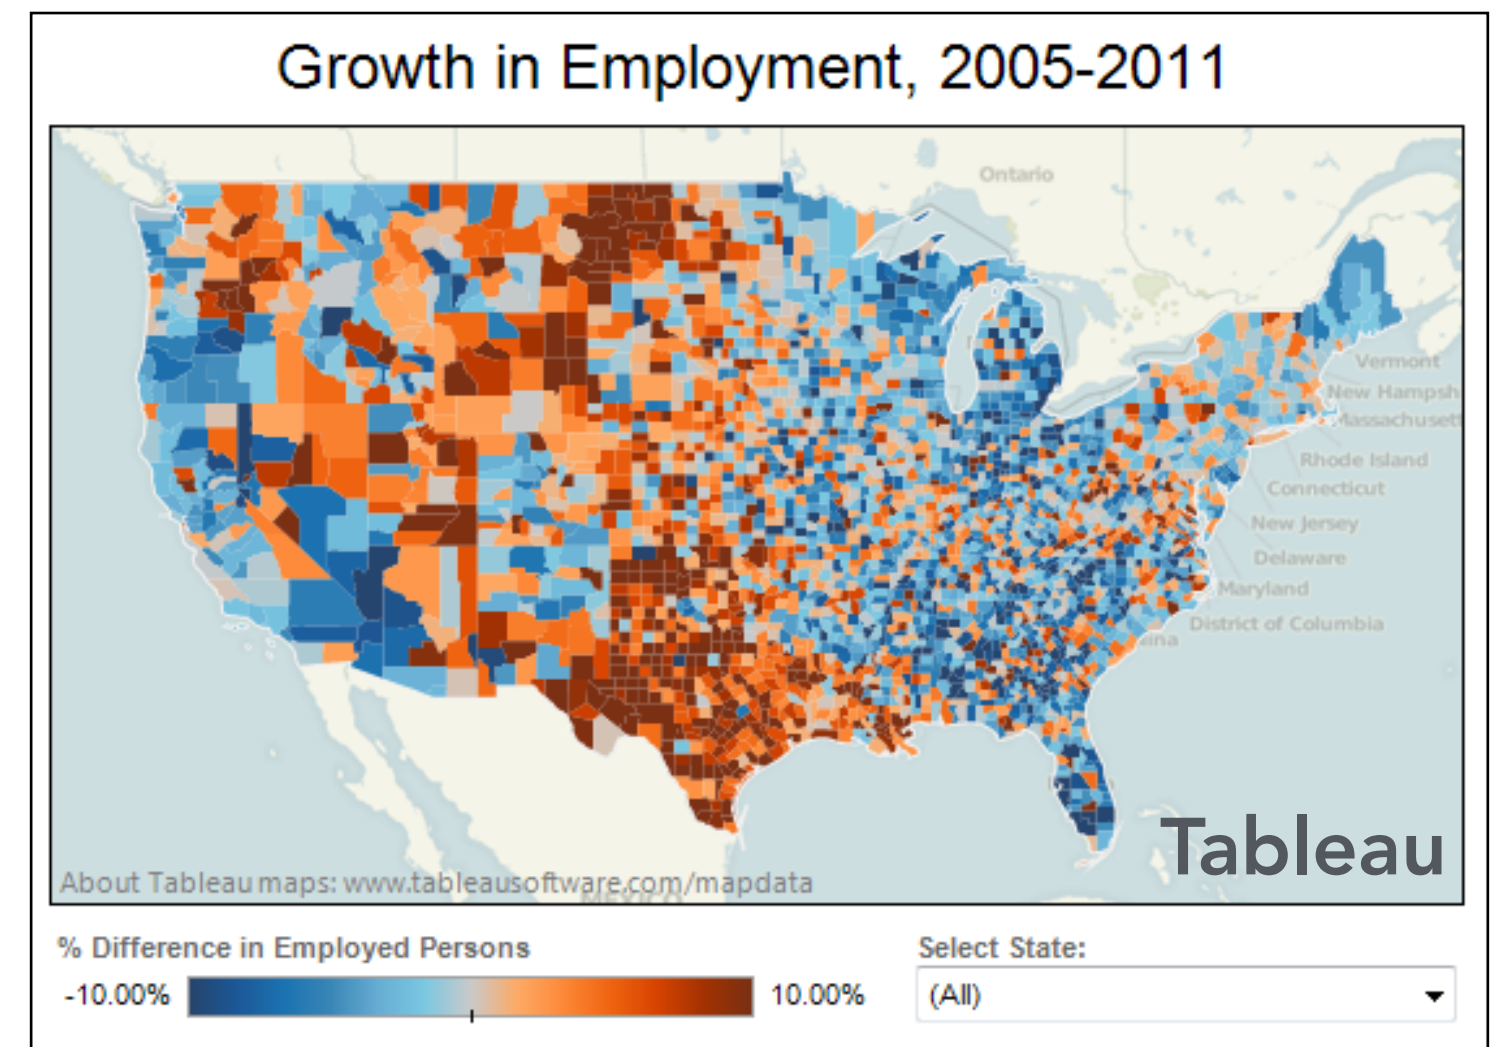 Growth in Employment, 2005-2011
Ontario
Vermont
New Hampsh
Massachusett
Rhode Island
Connecticut
New Jersey
Delaware
Maryland
District of Columbia
ina
Tableau
About Tableau maps: www.tableausoftware.com/mapdata
MEXICO
% Difference in Employed Persons
Select State:
-10.00%
10.00%
(All)